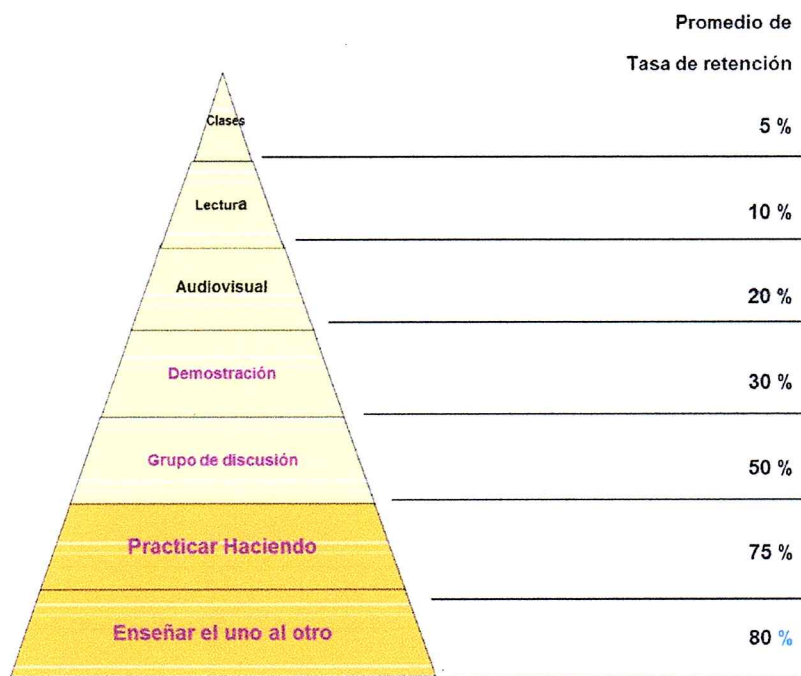 Promedio de
Tasa de retención
Clases
5 %
Lectura
10 %
Audiovisual
20 %
Demostración
30 %
Grupo de discusión
50 %
Practicar Haciendo
75 %
Enseñar el uno al otro
80 %